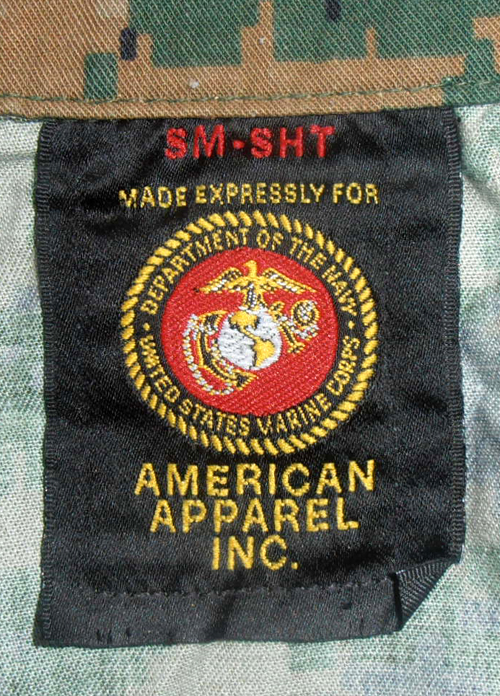 SM-SHT
MADE EXPRESSLY FOR
• DEPARTMENT OF THE NAVY •
UNITED STATES MARINE CORPS
AMERICAN
APPAREL
INC.